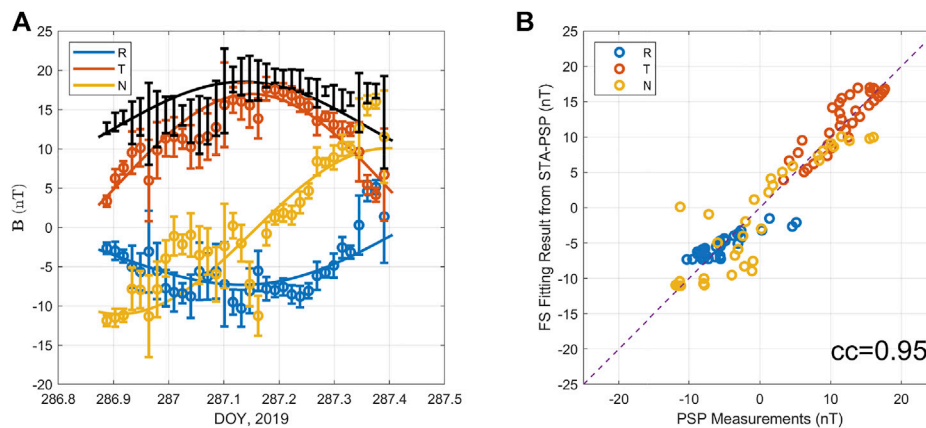 A
B
25
20
15
10
5
0
-5
-10
-15
-20
B (nT)
R
T
N
286.8
286.9
287
287.1
287.2
287.3
287.4
287.5
DOY, 2019
25
20
15
10
5
0
-5
-10
-15
-20
-25
FS Fitting Result from STA-PSP (nT)
R
T
N
cc=0.95
-20
-10
0
10
20
PSP Measurements (nT)